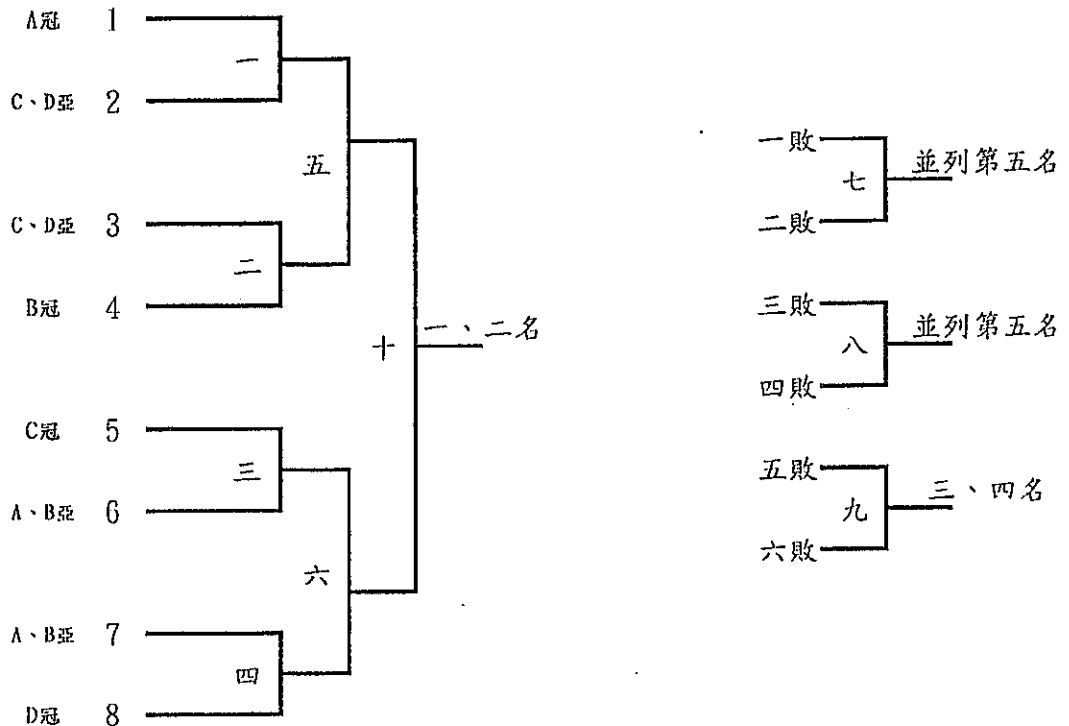 A冠 1
一
C、D亞 2
五
C、D亞 3
二
B冠 4
十
一、二名
C冠 5
三
A、B亞 6
六
A、B亞 7
四
D冠 8
一敗
七
並列第五名
二敗
三敗
八
並列第五名
四敗
五敗
九
三、四名
六敗